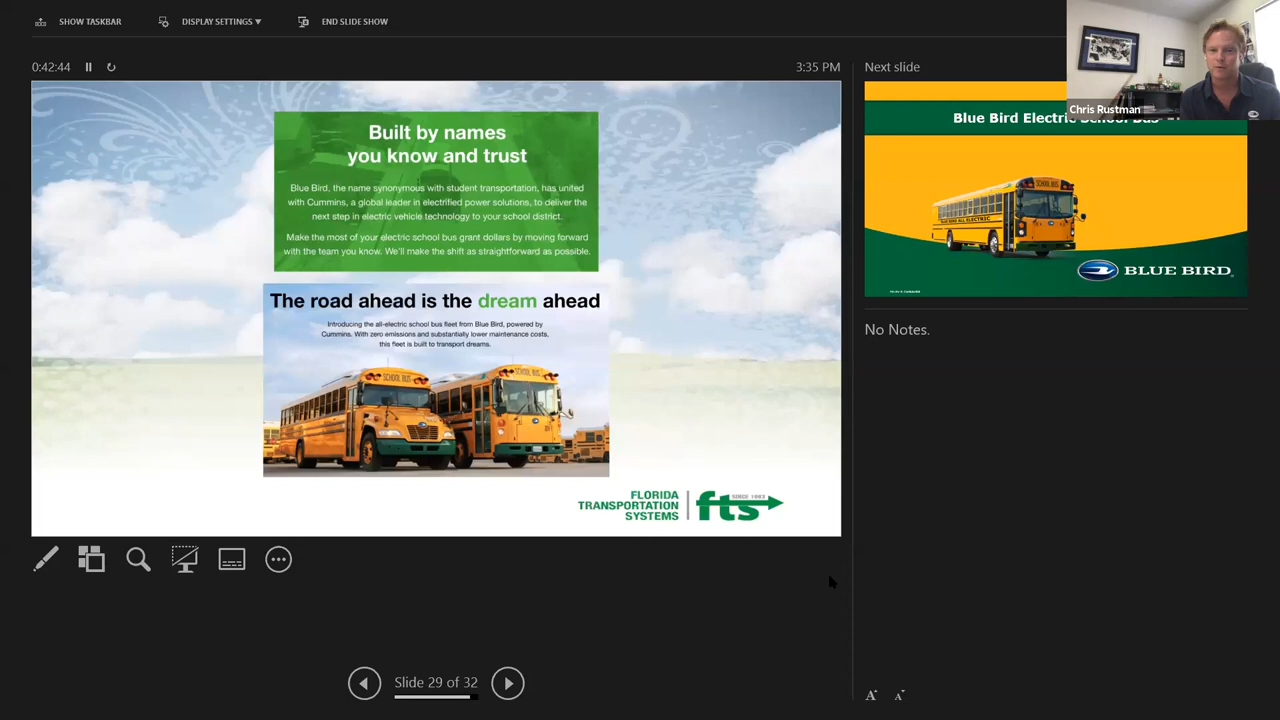 SHOW TASKBAR
DISPLAY SETTINGS
END SLIDE SHOW
0:42:44
3:35 PM
Built by names
you know and trust
Blue Bird, the name synonymous with student transportation, has united
with Cummins, a global leader in electrified power solutions, to deliver the
next step in electric vehicle technology to your school district.
Make the most of your electric school bus grant dollars by moving forward
with the team you know. We'll make the shift as straightforward as possible.
The road ahead is the dream ahead
Introducing the all-electric school bus fleet from Blue Bird, powered by
Cummins. With zero emissions and substantially lower maintenance costs,
this fleet is built to transport dreams.
SCHOOL BUS
SCHOOL BUS
FLORIDA
TRANSPORTATION
SYSTEMS
SINCE 1983
fts
Slide 29 of 32
Next slide
Chris Rustman
Blue Bird Electric School Bus
SCHOOL BUS
BLUE BIRD ALL ELECTRIC
BLUE BIRD
No Notes.
A
A